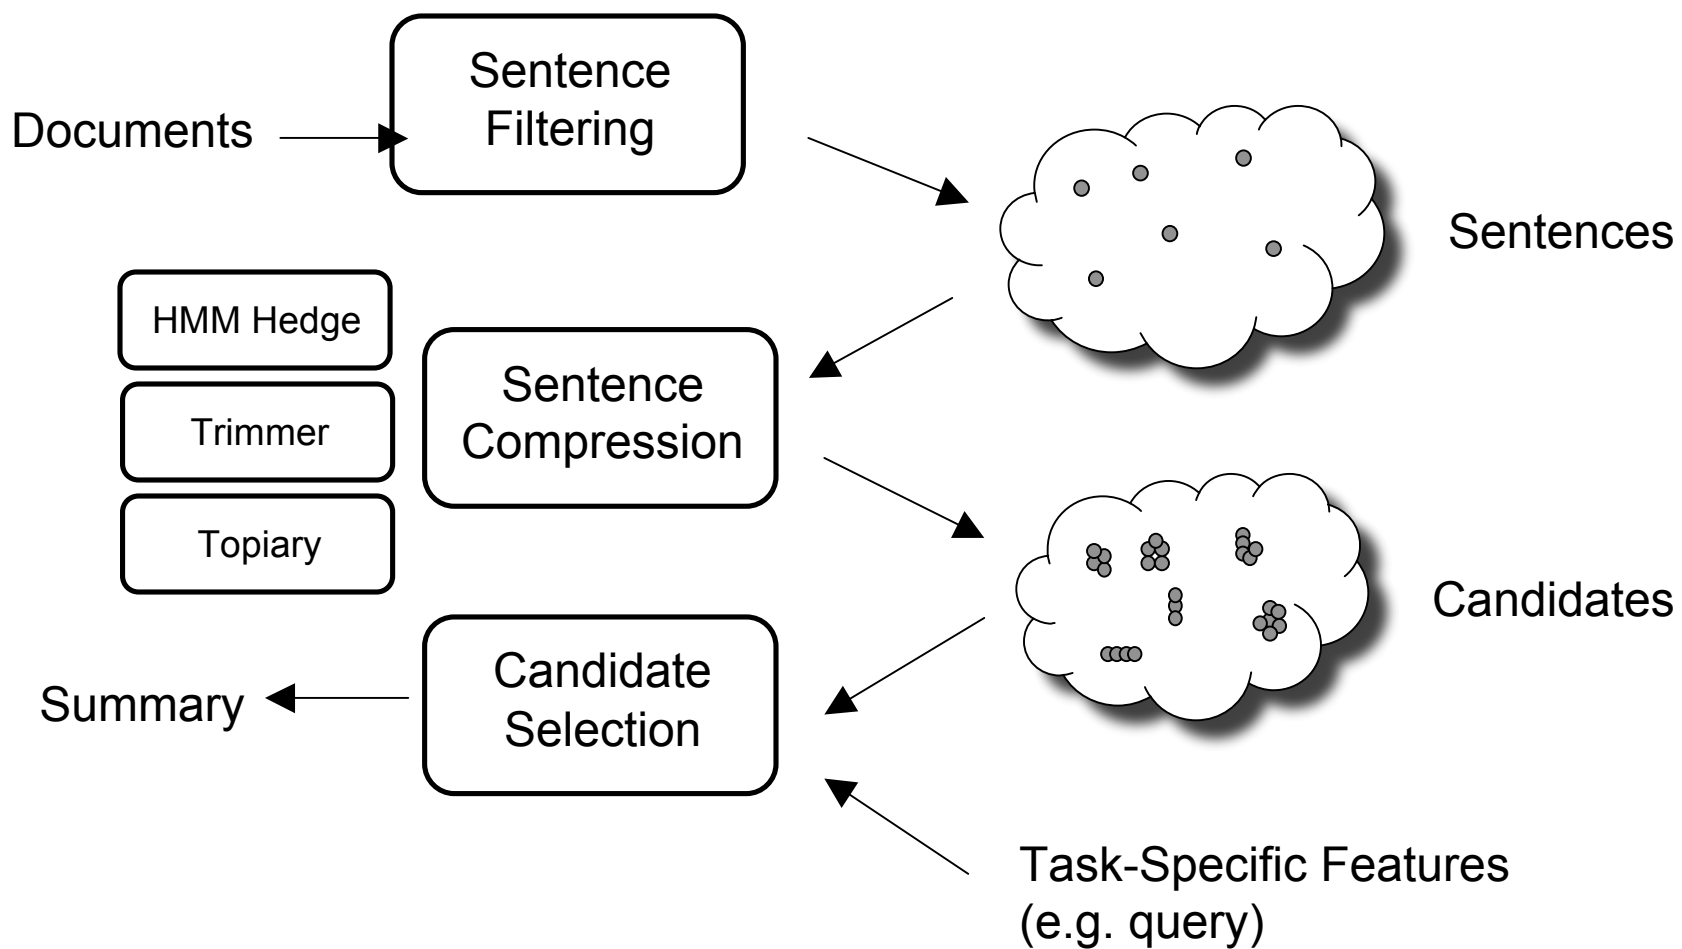 Sentence
Filtering
Documents
Sentences
HMM Hedge
Trimmer
Topiary
Sentence
Compression
Candidates
Candidate
Selection
Summary
Task-Specific Features
(e.g. query)